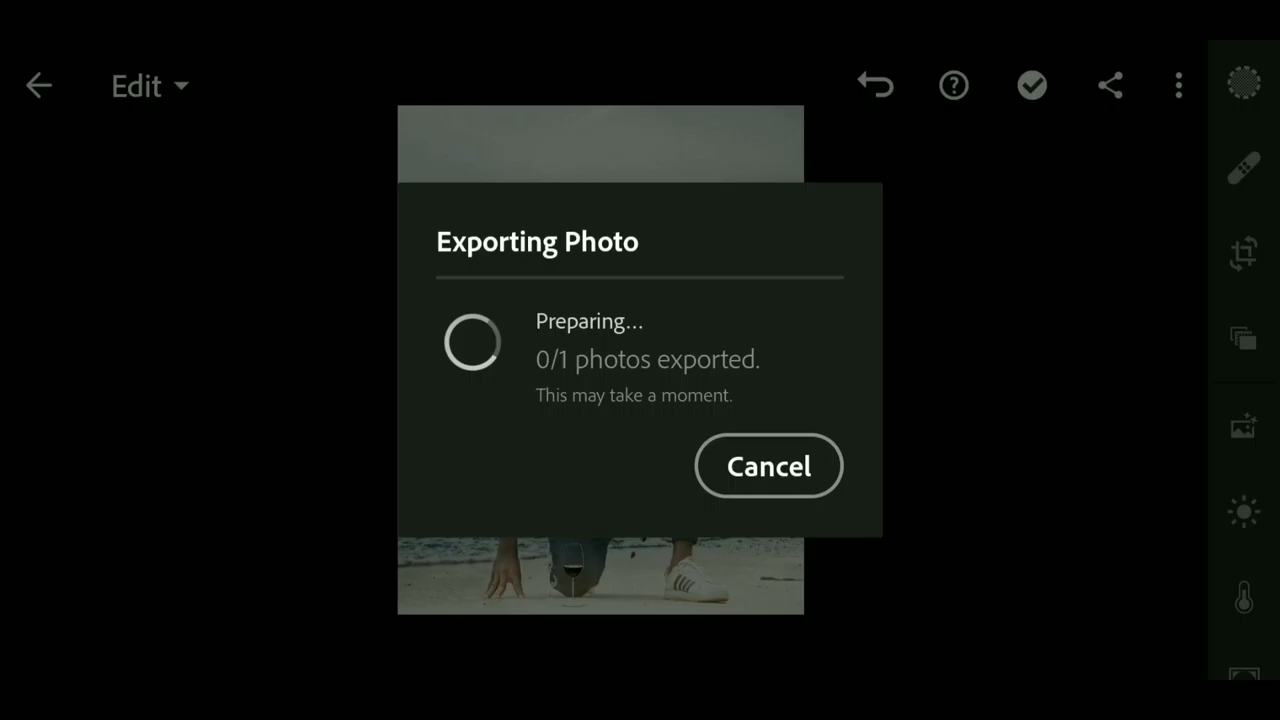 Edit
Exporting Photo
Preparing...
0/1 photos exported.
This may take a moment.
Cancel